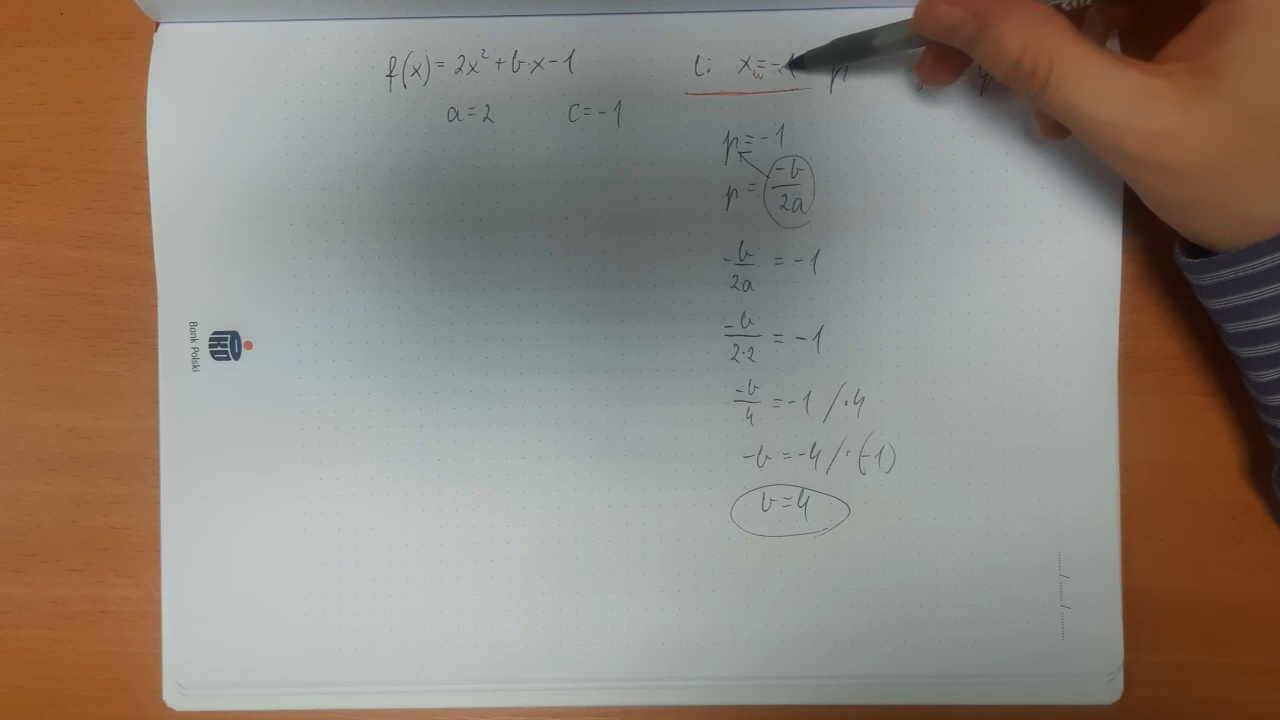 f(x) = 2x² + b·x - 1
a = 2 c = -1
l: x = -1
w
p = -1
p = -b/2a
-b/2a = -1
-b/2·2 = -1
-b/4 = -1 /·4
-b = -4 /·(-1)
b = 4
PKO
Bank Polski
....../....../........